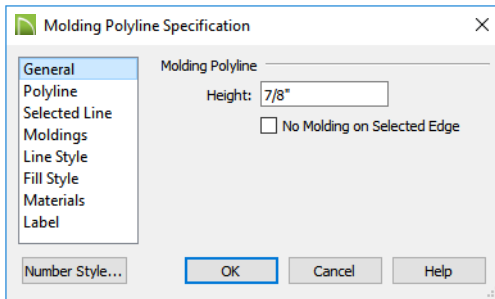 Molding Polyline Specification
General
Polyline
Selected Line
Moldings
Line Style
Fill Style
Materials
Label
Molding Polyline
Height: 7/8"
No Molding on Selected Edge
Number Style... OK Cancel Help